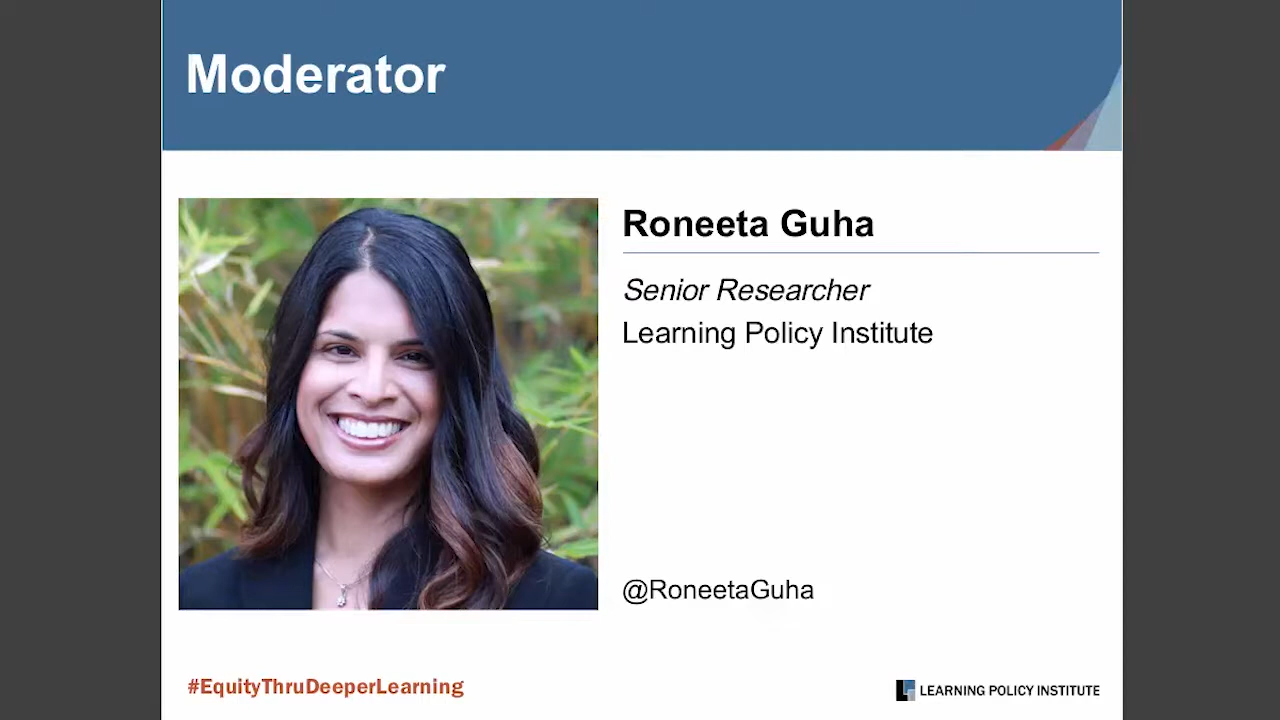 Moderator
Roneeta Guha
Senior Researcher
Learning Policy Institute
@RoneetaGuha
#EquityThruDeeperLearning
LEARNING POLICY INSTITUTE